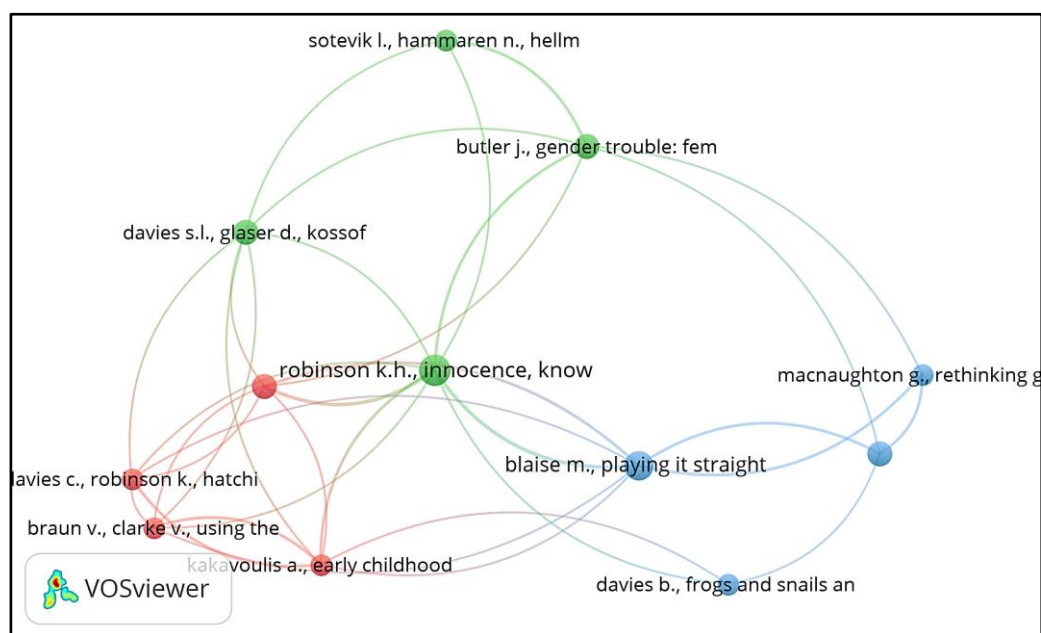 sotevik l., hammaren n., hellm
butler j., gender trouble: fem
davies s.l., glaser d., kossof
robinson k.h., innocence, know
macnaughton g., rethinking g
blaise m., playing it straight
davies c., robinson k., hatchi
braun v., clarke v., using the
kakavoulis a., early childhood
davies b., frogs and snails an
VOSviewer